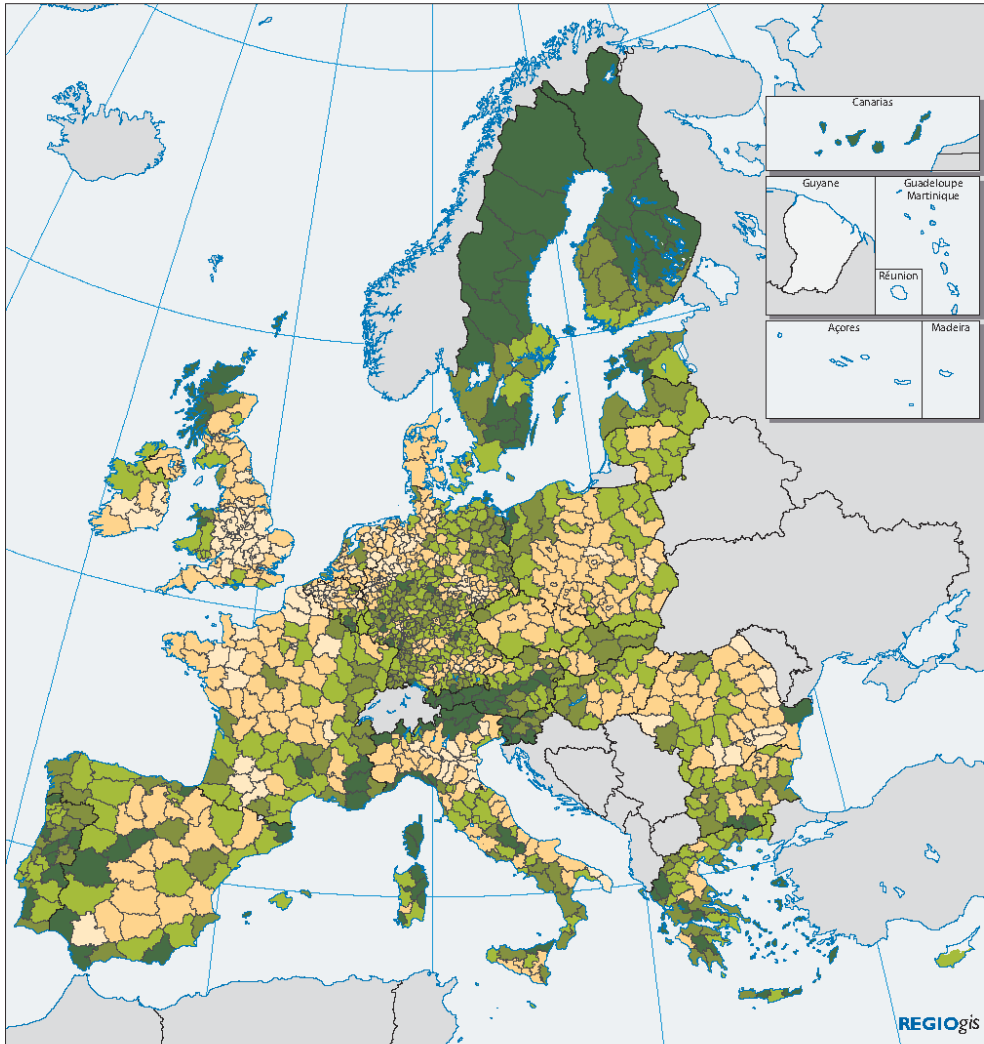 Canarias
Guyane
Guadeloupe
Martinique
Réunion
Açores
Madeira
REGIOgis